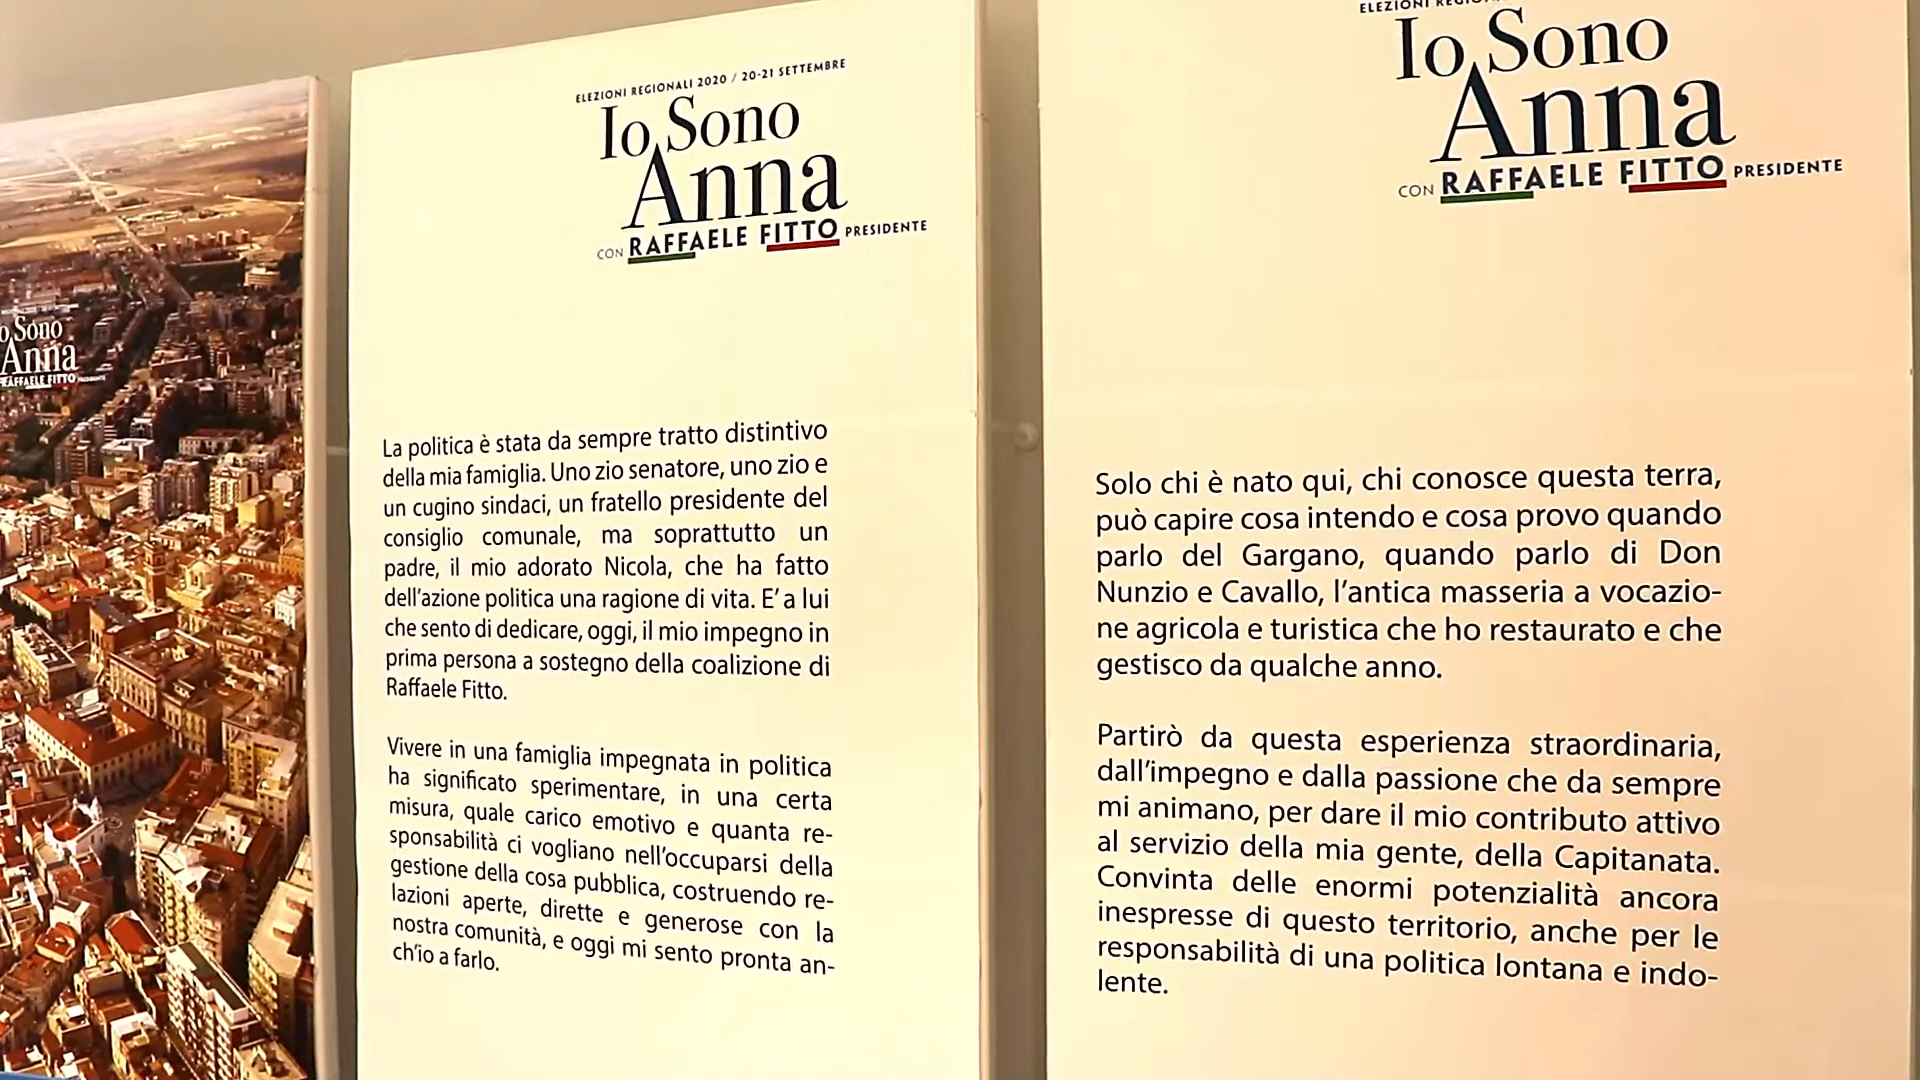 o Sono
Anna
RAFFAELE FITTO
ELEZIONI REGIONALI 2020 / 20-21 SETTEMBRE
Io Sono
Anna
CON RAFFAELE FITTO PRESIDENTE
La politica è stata da sempre tratto distintivo
della mia famiglia. Uno zio senatore, uno zio e
un cugino sindaci, un fratello presidente del
consiglio comunale, ma soprattutto un
padre, il mio adorato Nicola, che ha fatto
dell'azione politica una ragione di vita. E' a lui
che sento di dedicare, oggi, il mio impegno in
prima persona a sostegno della coalizione di
Raffaele Fitto.
Vivere in una famiglia impegnata in politica
ha significato sperimentare, in una certa
misura, quale carico emotivo e quanta re-
sponsabilità ci vogliano nell'occuparsi della
gestione della cosa pubblica, costruendo re-
lazioni aperte, dirette e generose con la
nostra comunità, e oggi mi sento pronta an-
ch'io a farlo.
ELEZIONI
Io Sono
Anna
CON RAFFAELE FITTO PRESIDENTE
Solo chi è nato qui, chi conosce questa terra,
può capire cosa intendo e cosa provo quando
parlo del Gargano, quando parlo di Don
Nunzio e Cavallo, l'antica masseria a vocazio-
ne agricola e turistica che ho restaurato e che
gestisco da qualche anno.
Partirò da questa esperienza straordinaria,
dall'impegno e dalla passione che da sempre
mi animano, per dare il mio contributo attivo
al servizio della mia gente, della Capitanata.
Convinta delle enormi potenzialità ancora
inespresse di questo territorio, anche per le
responsabilità di una politica lontana e indo-
lente.